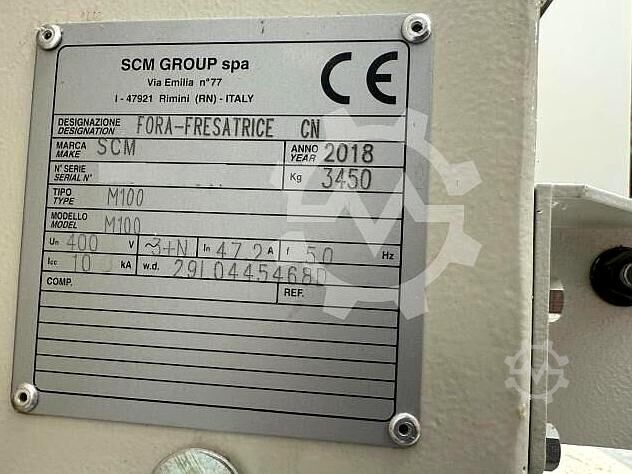 SCM GROUP spa
Via Emilia n°77
I - 47921 Rimini (RN) - ITALY
CE
DESIGNAZIONE
DESIGNATION FORA-FRESATRICE CN
MARCA
MAKE SCM ANNO
YEAR 2018
N° SERIE
SERIAL N° Kg 3450
TIPO
TYPE M100
MODELLO
MODEL M100
Un 400 V ~ 3+N In 47.2 A f 50 Hz
Icc 10 kA w.d. 29L0445468D
COMP. REF.